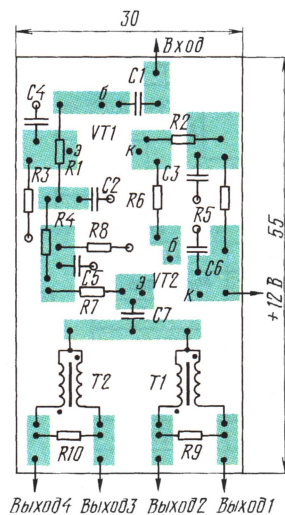 30
Вход
C4
C1
б
VT1
R2
э
к
R1
C3
R3
C2
R6
R5
55
R4
R8
б
C6
C5
э
VT2
к
R7
C7
+12 В
T2
T1
R10
R9
Выход4 Выход3 Выход2 Выход1